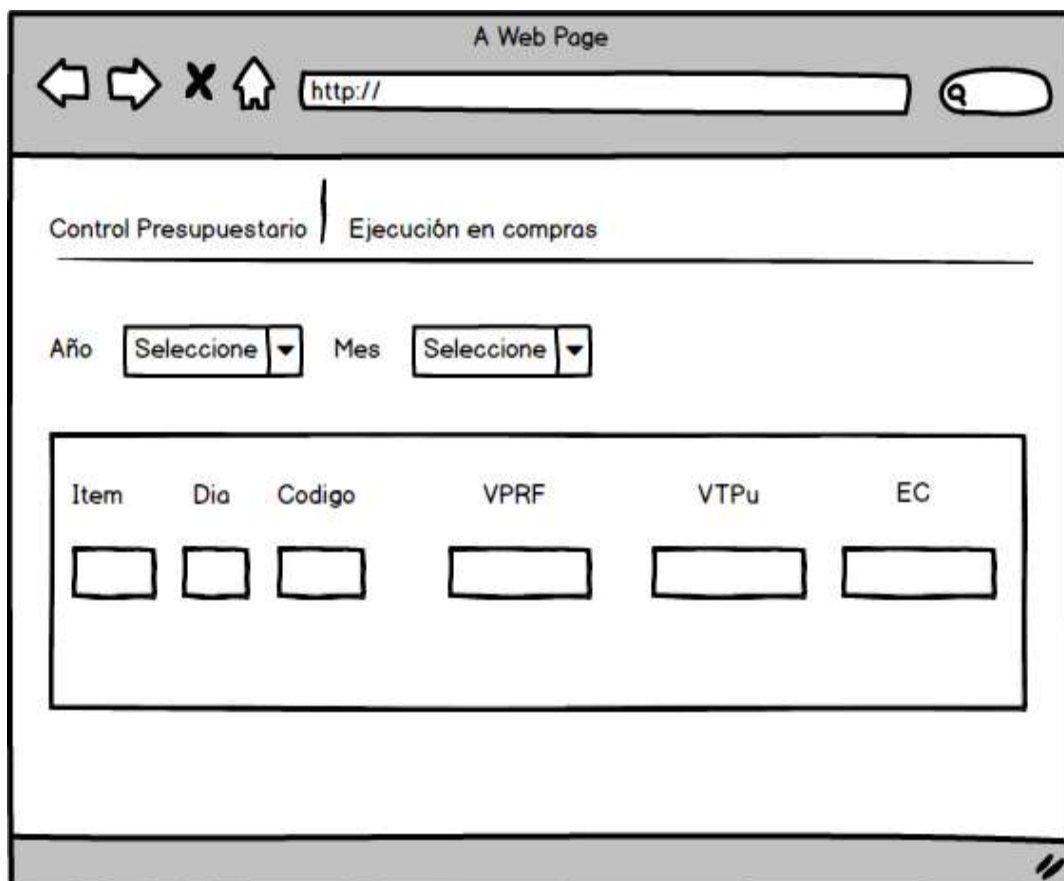 A Web Page
http://
Control Presupuestario Ejecución en compras
Año Seleccione Mes Seleccione
Item Dia Codigo VPRF VTPu EC